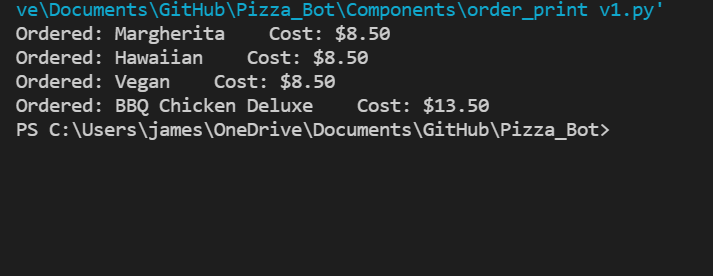 ve\Documents\GitHub\Pizza_Bot\Components\order_print v1.py'
Ordered: Margherita    Cost: $8.50
Ordered: Hawaiian    Cost: $8.50
Ordered: Vegan    Cost: $8.50
Ordered: BBQ Chicken Deluxe    Cost: $13.50
PS C:\Users\james\OneDrive\Documents\GitHub\Pizza_Bot>